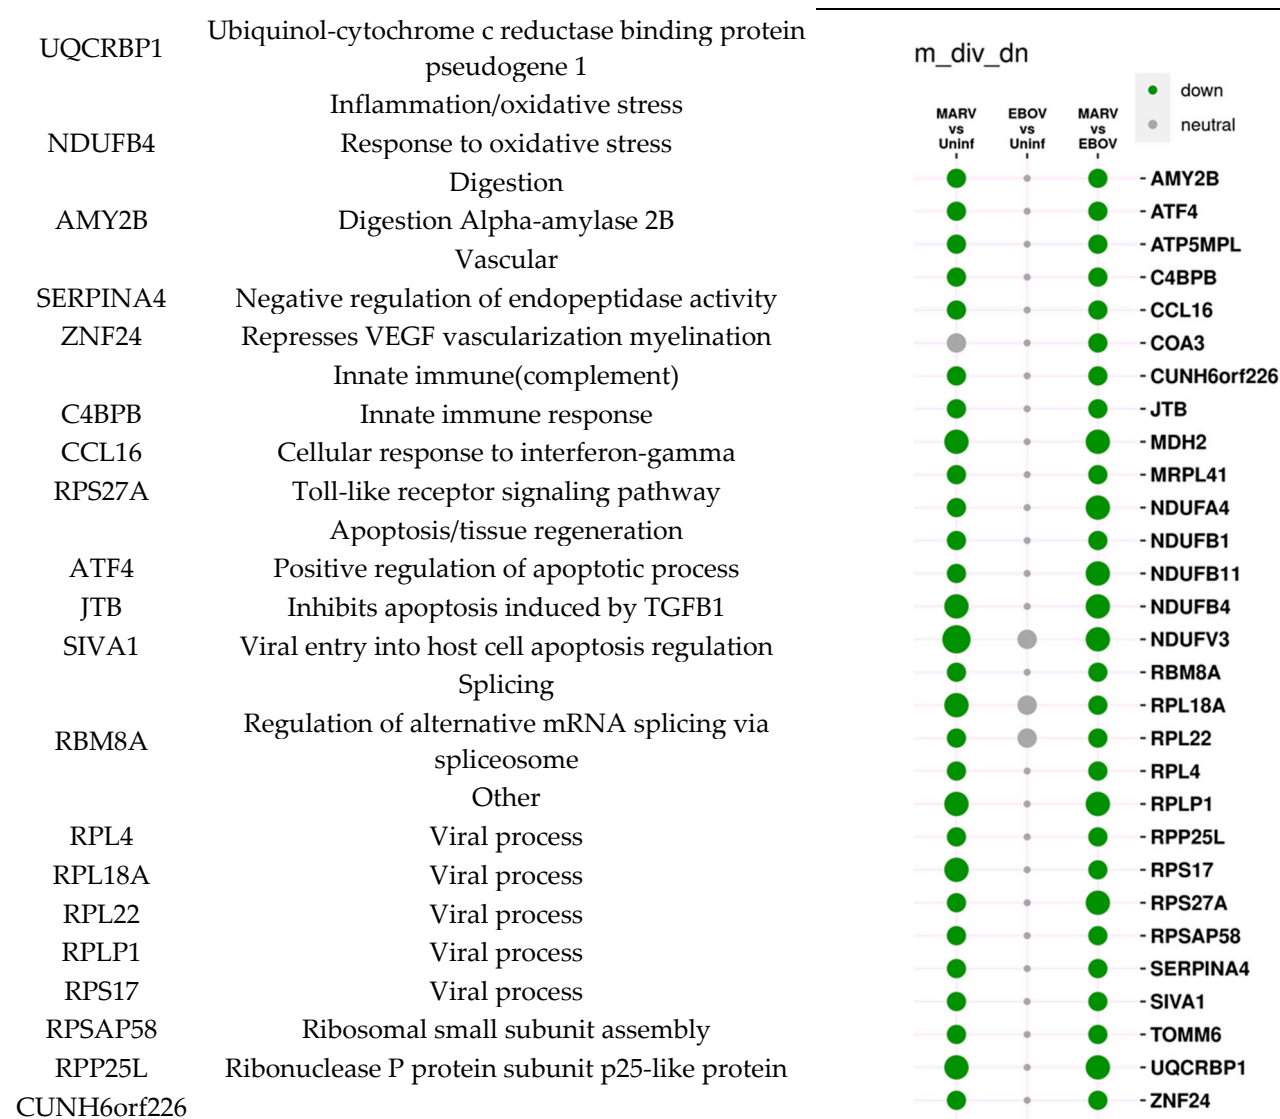 UQCRBP1
Ubiquinol-cytochrome c reductase binding protein
pseudogene 1
Inflammation/oxidative stress
NDUFB4 Response to oxidative stress
Digestion
AMY2B Digestion Alpha-amylase 2B
Vascular
SERPINA4 Negative regulation of endopeptidase activity
ZNF24 Represses VEGF vascularization myelination
Innate immune(complement)
C4BPB Innate immune response
CCL16 Cellular response to interferon-gamma
RPS27A Toll-like receptor signaling pathway
Apoptosis/tissue regeneration
ATF4 Positive regulation of apoptotic process
JTB Inhibits apoptosis induced by TGFB1
SIVA1 Viral entry into host cell apoptosis regulation
Splicing
RBM8A
Regulation of alternative mRNA splicing via
spliceosome
Other
RPL4 Viral process
RPL18A Viral process
RPL22 Viral process
RPLP1 Viral process
RPS17 Viral process
RPSAP58 Ribosomal small subunit assembly
RPP25L Ribonuclease P protein subunit p25-like protein
CUNH6orf226
m_div_dn
down
neutral
MARV EBOV MARV
vs vs vs
Uninf Uninf EBOV
AMY2B
ATF4
ATP5MPL
C4BPB
CCL16
COA3
CUNH6orf226
JTB
MDH2
MRPL41
NDUFA4
NDUFB1
NDUFB11
NDUFB4
NDUFV3
RBM8A
RPL18A
RPL22
RPL4
RPLP1
RPP25L
RPS17
RPS27A
RPSAP58
SERPINA4
SIVA1
TOMM6
UQCRBP1
ZNF24